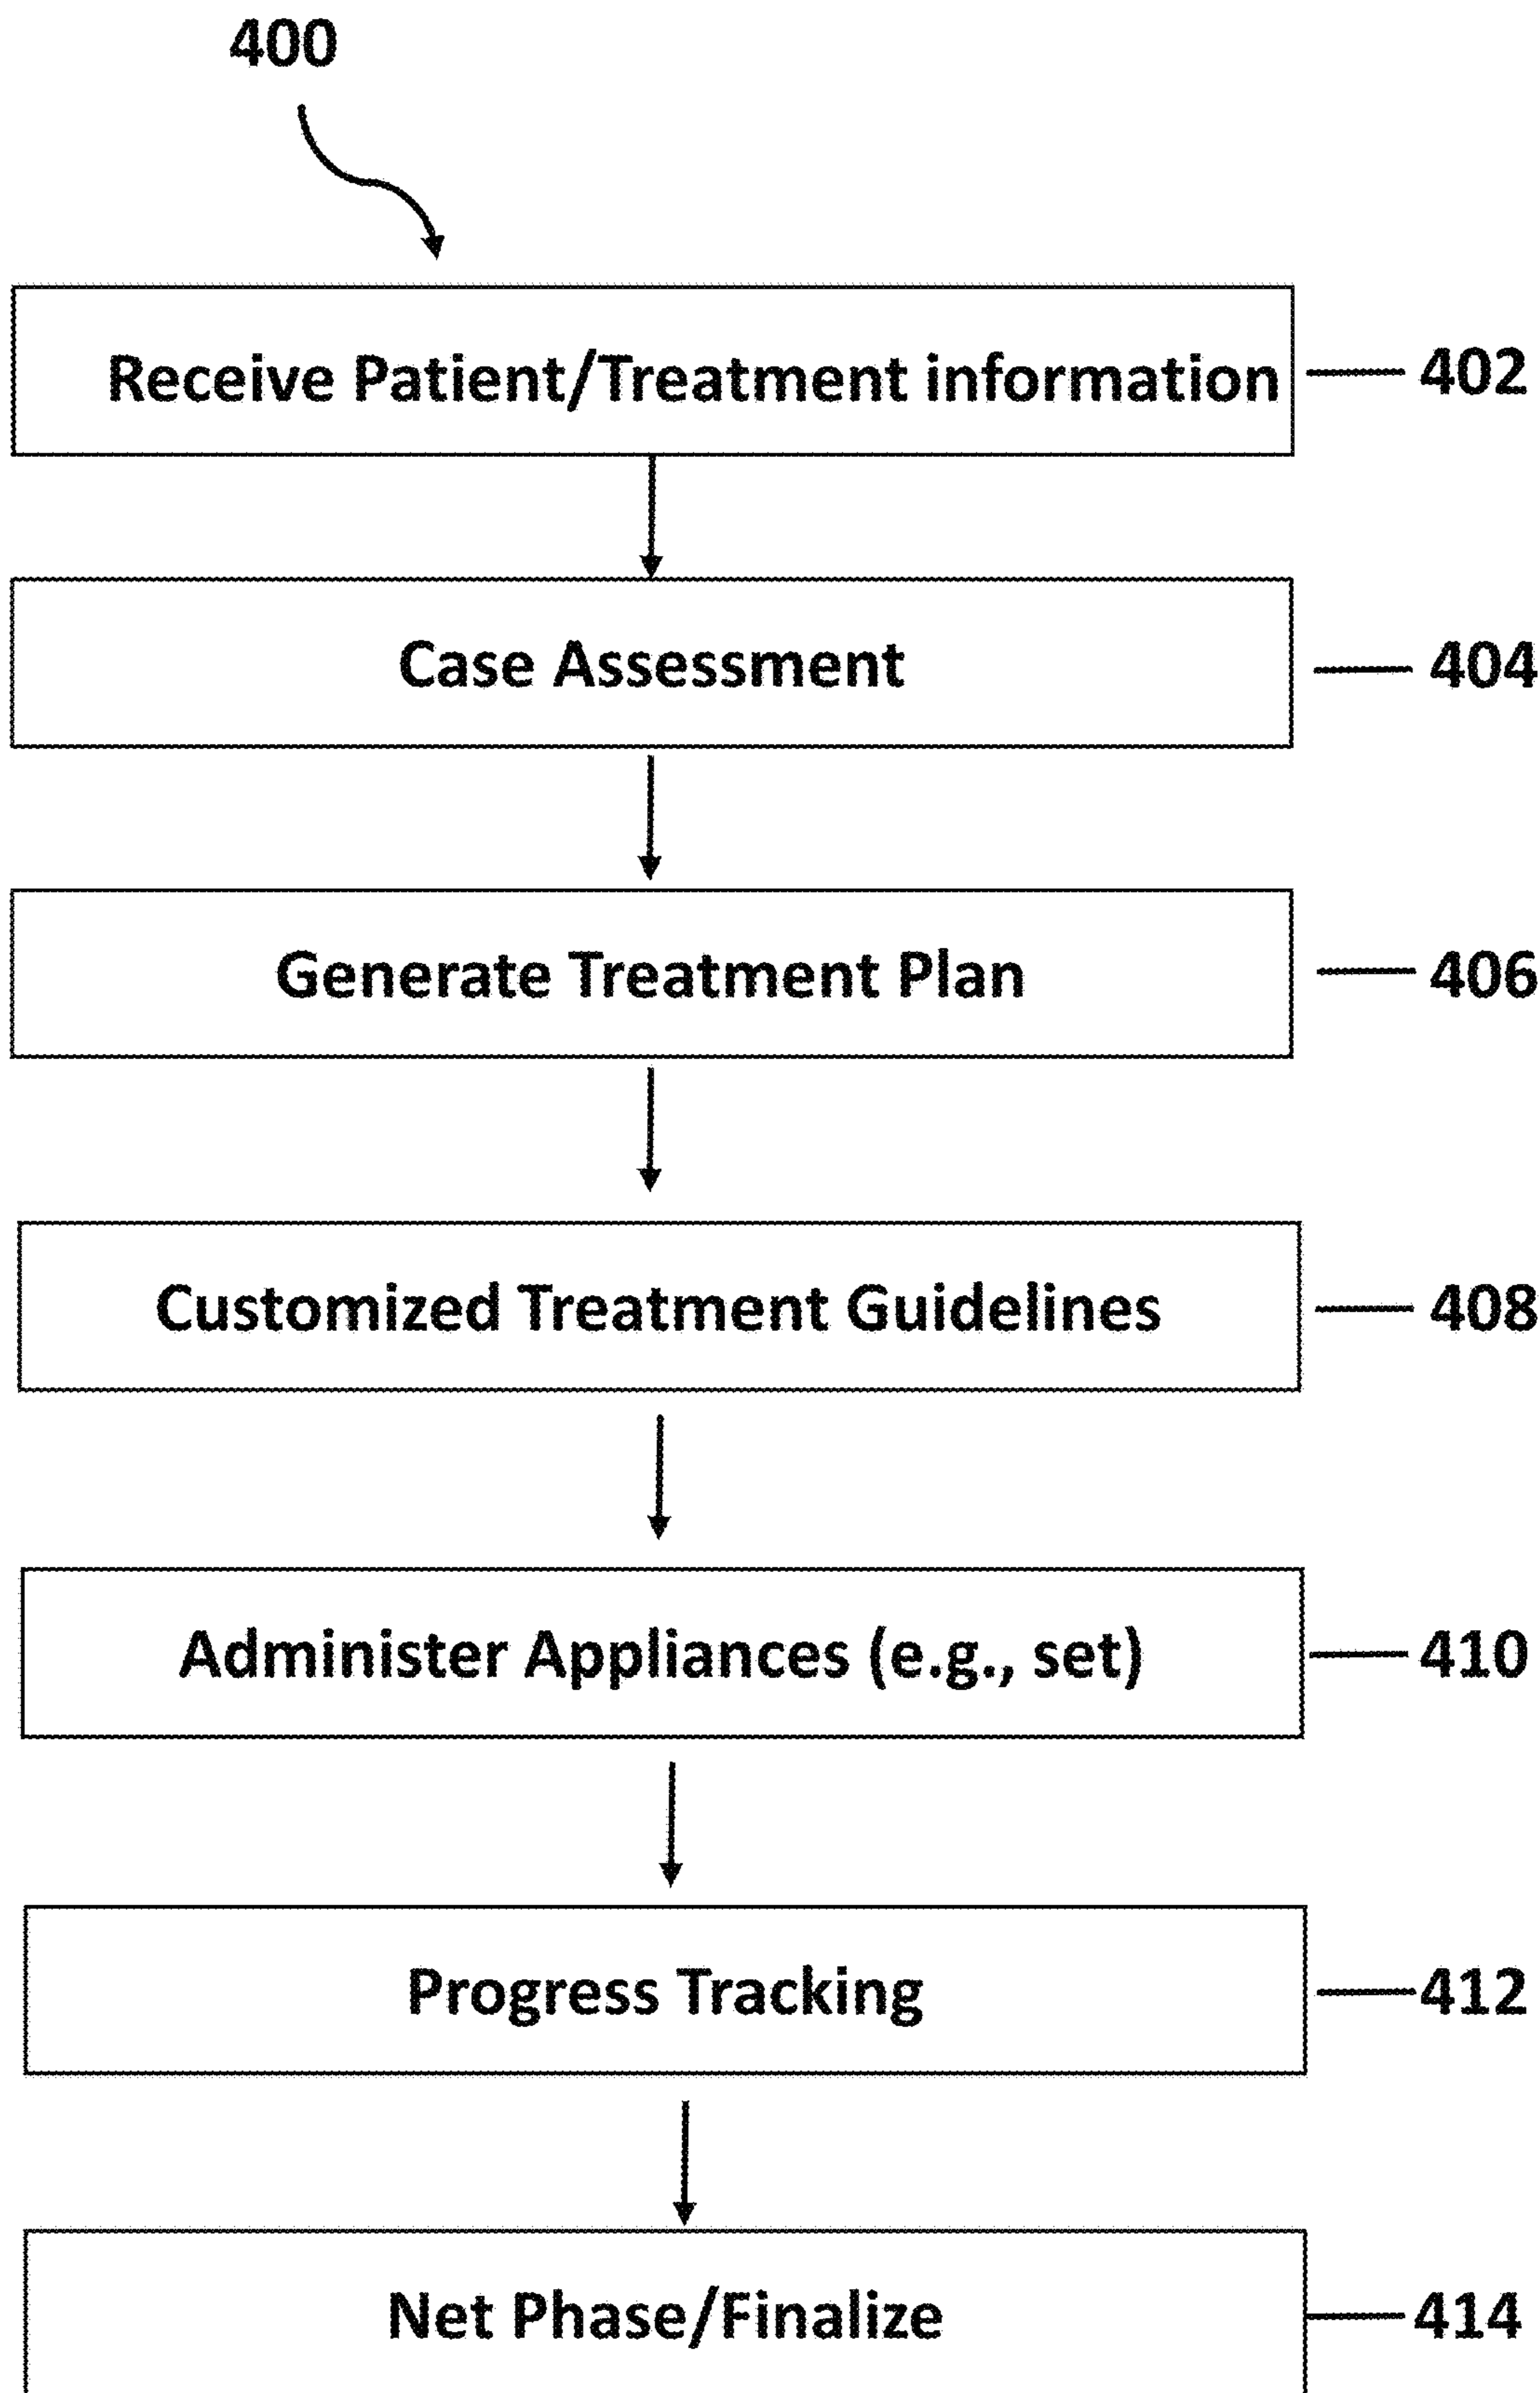 400
Receive Patient/Treatment information 402
Case Assessment 404
Generate Treatment Plan 406
Customized Treatment Guidelines 408
Administer Appliances (e.g., set) 410
Progress Tracking 412
Net Phase/Finalize 414